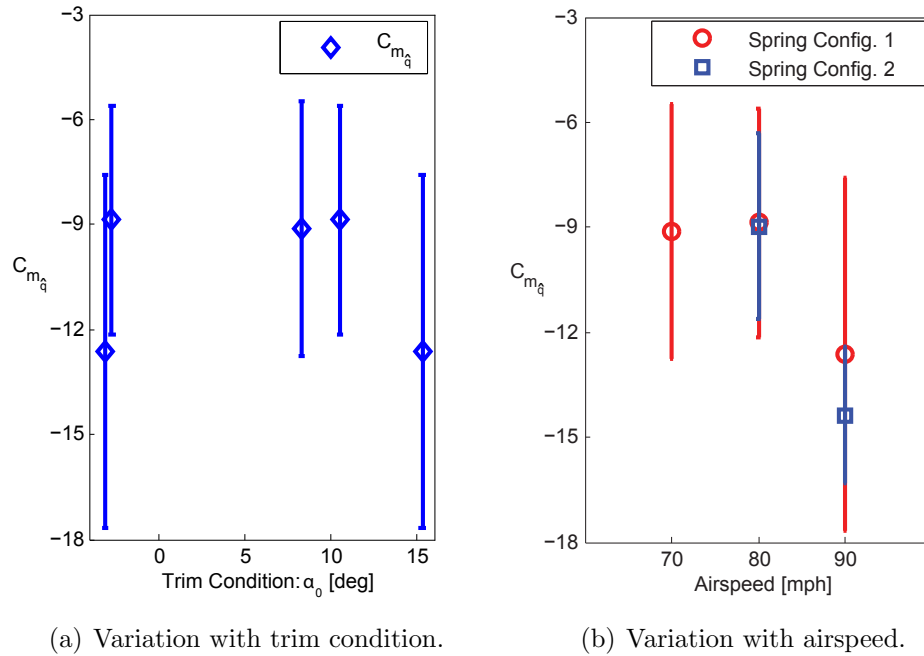 −3
−6
−9
−12
−15
−18
C_{m_{\hat{q}}}
C_{m_{\hat{q}}}
0 5 10 15
Trim Condition: α_0 [deg]
(a) Variation with trim condition.
−3
−6
−9
−12
−15
−18
C_{m_{\hat{q}}}
Spring Config. 1
Spring Config. 2
70 80 90
Airspeed [mph]
(b) Variation with airspeed.